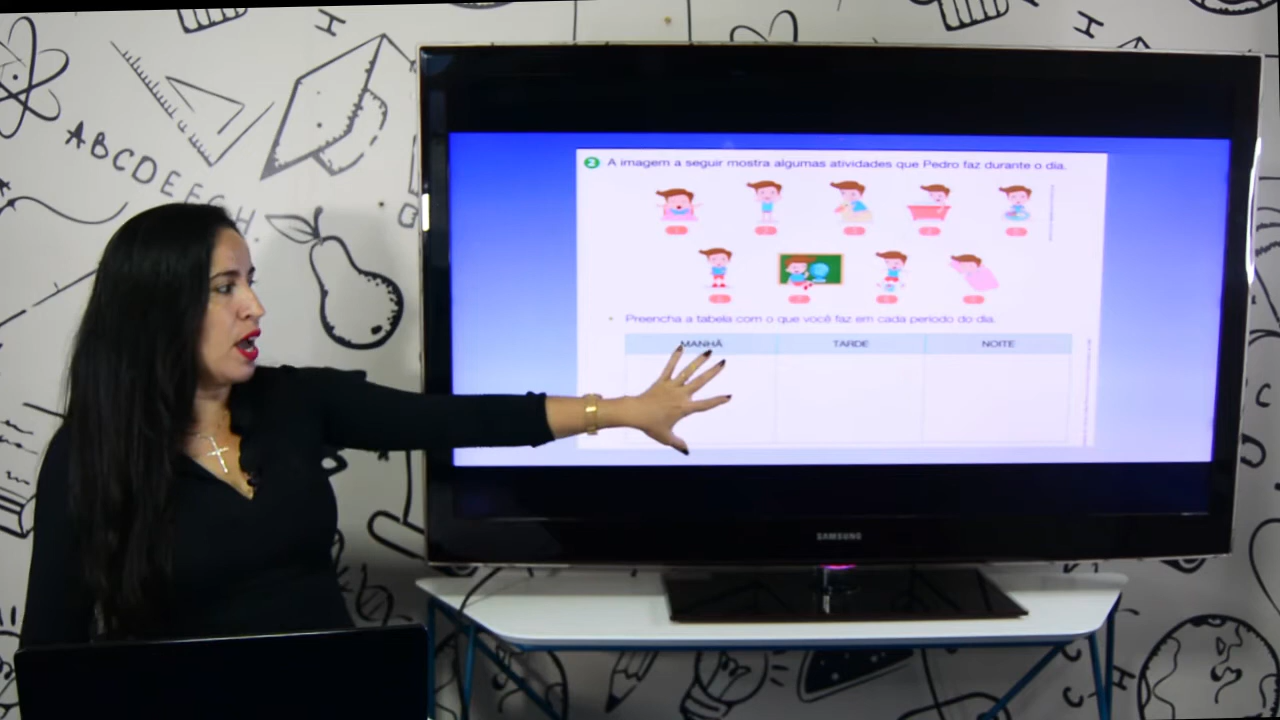 H
H
ABCDEFGH
2 A imagem a seguir mostra algumas atividades que Pedro faz durante o dia.
• Preencha a tabela com o que você faz em cada período do dia.
MANHÃ TARDE NOITE
SAMSUNG